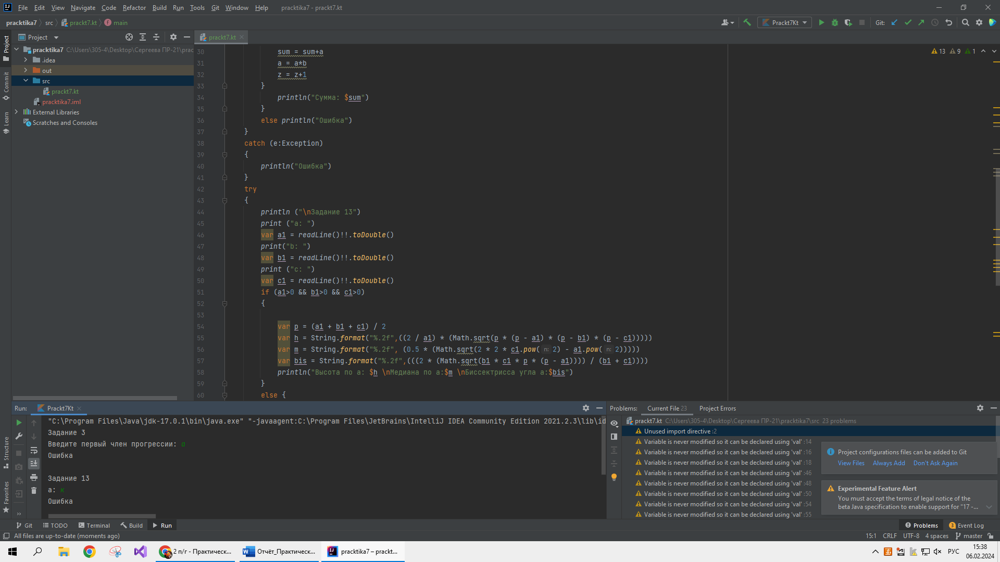 File Edit View Navigate Code Refactor Build Run Tools Git Window Help pracktika7 - prackt7.kt
pracktika7 src prackt7.kt main Prackt7Kt Git:
Project
prackt7.kt
pracktika7 C:\Users\305-4\Desktop\Сергеева ПР-21\prac
.idea
out
src
prackt7.kt
pracktika7.iml
External Libraries
Scratches and Consoles
Project
Commit
Learn
Structure
Favorites
13 9 1
30 sum = sum+a
31 a = a*b
32 z = z+1
33 }
34 println("Сумма: $sum")
35 }
36 else println("Ошибка")
37 }
38 catch (e:Exception)
39 {
40 println("Ошибка")
41 }
42 try
43 {
44 println ("\nЗадание 13")
45 print ("a: ")
46 var a1 = readLine()!!.toDouble()
47 print("b: ")
48 var b1 = readLine()!!.toDouble()
49 print ("c: ")
50 var c1 = readLine()!!.toDouble()
51 if (a1>0 && b1>0 && c1>0)
52 {
53
54 var p = (a1 + b1 + c1) / 2
55 var h = String.format("%.2f",((2 / a1) * (Math.sqrt(p * (p - a1) * (p - b1) * (p - c1)))))
56 var m = String.format("%.2f", (0.5 * (Math.sqrt(2 * 2 * c1.pow( n: 2) - a1.pow( n: 2)))))
57 var bis = String.format("%.2f",(((2 * (Math.sqrt(b1 * c1 * p * (p - a1)))) / (b1 + c1))))
58 println("Высота по a: $h \nМедиана по a:$m \nБиссектрисса угла a:$bis")
59 }
60 else {
Run: Prackt7Kt
"C:\Program Files\Java\jdk-17.0.1\bin\java.exe" "-javaagent:C:\Program Files\JetBrains\IntelliJ IDEA Community Edition 2021.2.3\lib\id
Задание 3
Введите первый член прогрессии: а
Ошибка
Задание 13
a: к
Ошибка
Problems: Current File 23 Project Errors
prackt7.kt C:\Users\305-4\Desktop\Сергеева ПР-21\pracktika7\src 23 problems
Unused import directive :2
Variable is never modified so it can be declared using 'val' :14
Variable is never modified so it can be declared using 'val' :16
Variable is never modified so it can be declared using 'val' :18
Variable is never modified so it can be declared using 'val' :46
Variable is never modified so it can be declared using 'val' :48
Variable is never modified so it can be declared using 'val' :50
Variable is never modified so it can be declared using 'val' :54
Variable is never modified so it can be declared using 'val' :55
Project configurations files can be added to Git
View Files Always Add Don't Ask Again
Experimental Feature Alert
You must accept the terms of legal notice of the
beta Java specification to enable support for "17 -...
Git TODO Terminal Build Run Problems 3 Event Log
All files are up-to-date (moments ago) 15:1 CRLF UTF-8 4 spaces master
2 п/г - Практическ... Отчёт_Практическ... pracktika7 – prackt... РУС 15:38
06.02.2024